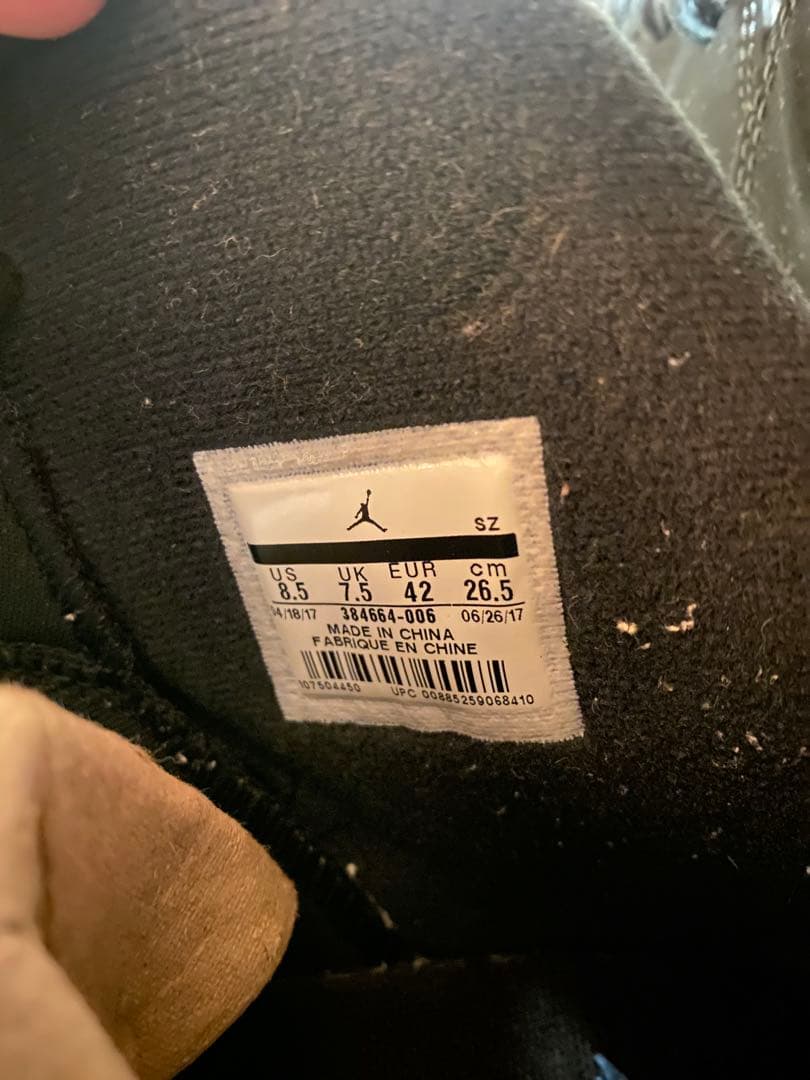 SZ
US UK EUR cm
8.5 7.5 42 26.5
04/18/17 384664-006 06/26/17
MADE IN CHINA
FABRIQUE EN CHINE
107504450 UPC 00885259068410